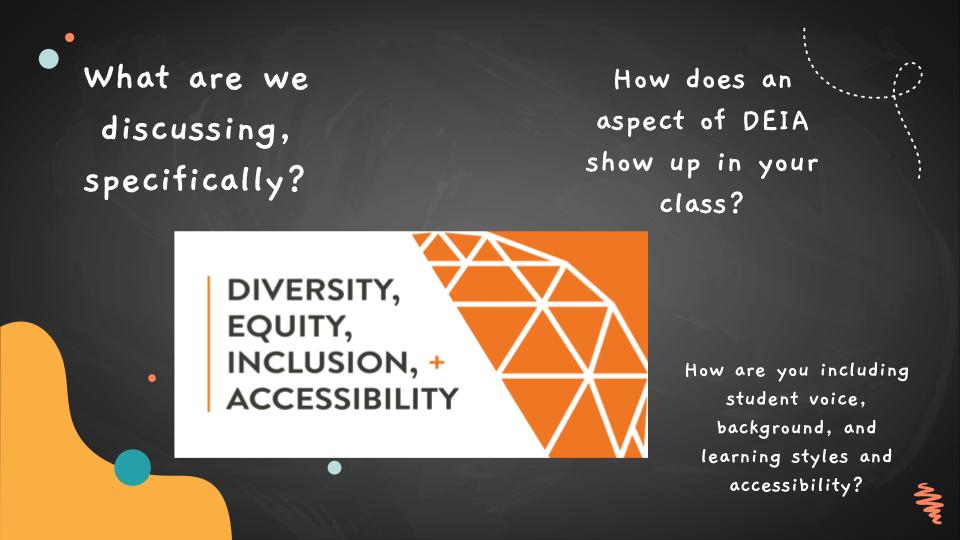 What are we
discussing,
specifically?
How does an
aspect of DEIA
show up in your
class?
DIVERSITY,
EQUITY,
INCLUSION, +
ACCESSIBILITY
How are you including
student voice,
background, and
learning styles and
accessibility?